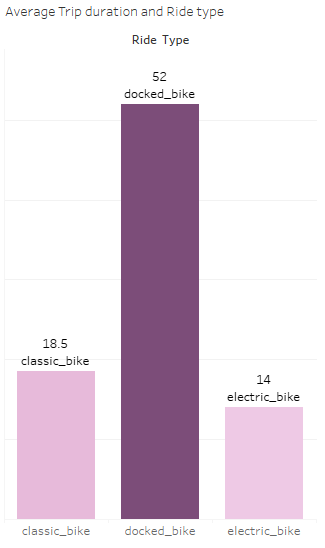 Average Trip duration and Ride type
Ride Type
52
docked_bike
18.5
classic_bike
14
electric_bike
classic_bike
docked_bike
electric_bike